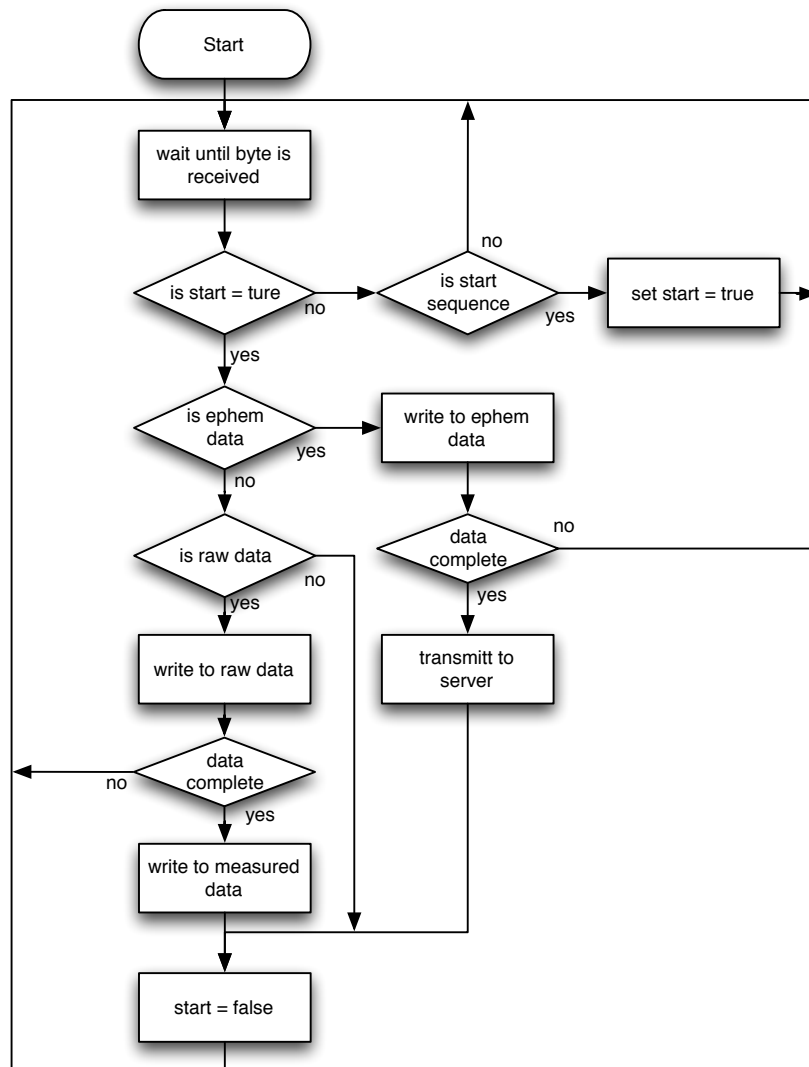 Start
wait until byte is
received
no
is start = ture
no
is start
sequence
yes
set start = true
yes
is ephem
data
yes
write to ephem
data
no
is raw data
no
data
complete
no
yes
yes
write to raw data
transmitt to
server
data
complete
no
yes
write to measured
data
start = false